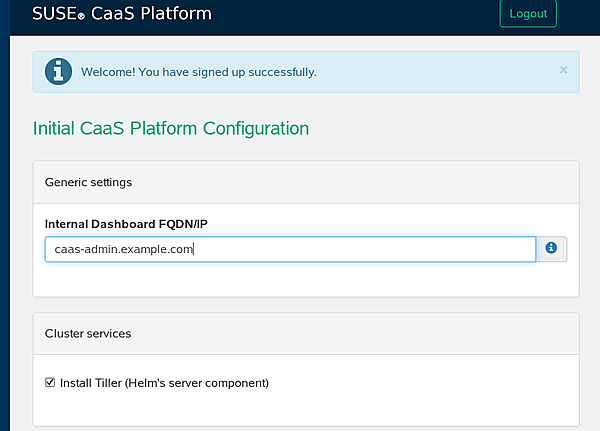 SUSE® CaaS Platform
Logout
Welcome! You have signed up successfully.
×
Initial CaaS Platform Configuration
Generic settings
Internal Dashboard FQDN/IP
caas-admin.example.com
Cluster services
Install Tiller (Helm's server component)